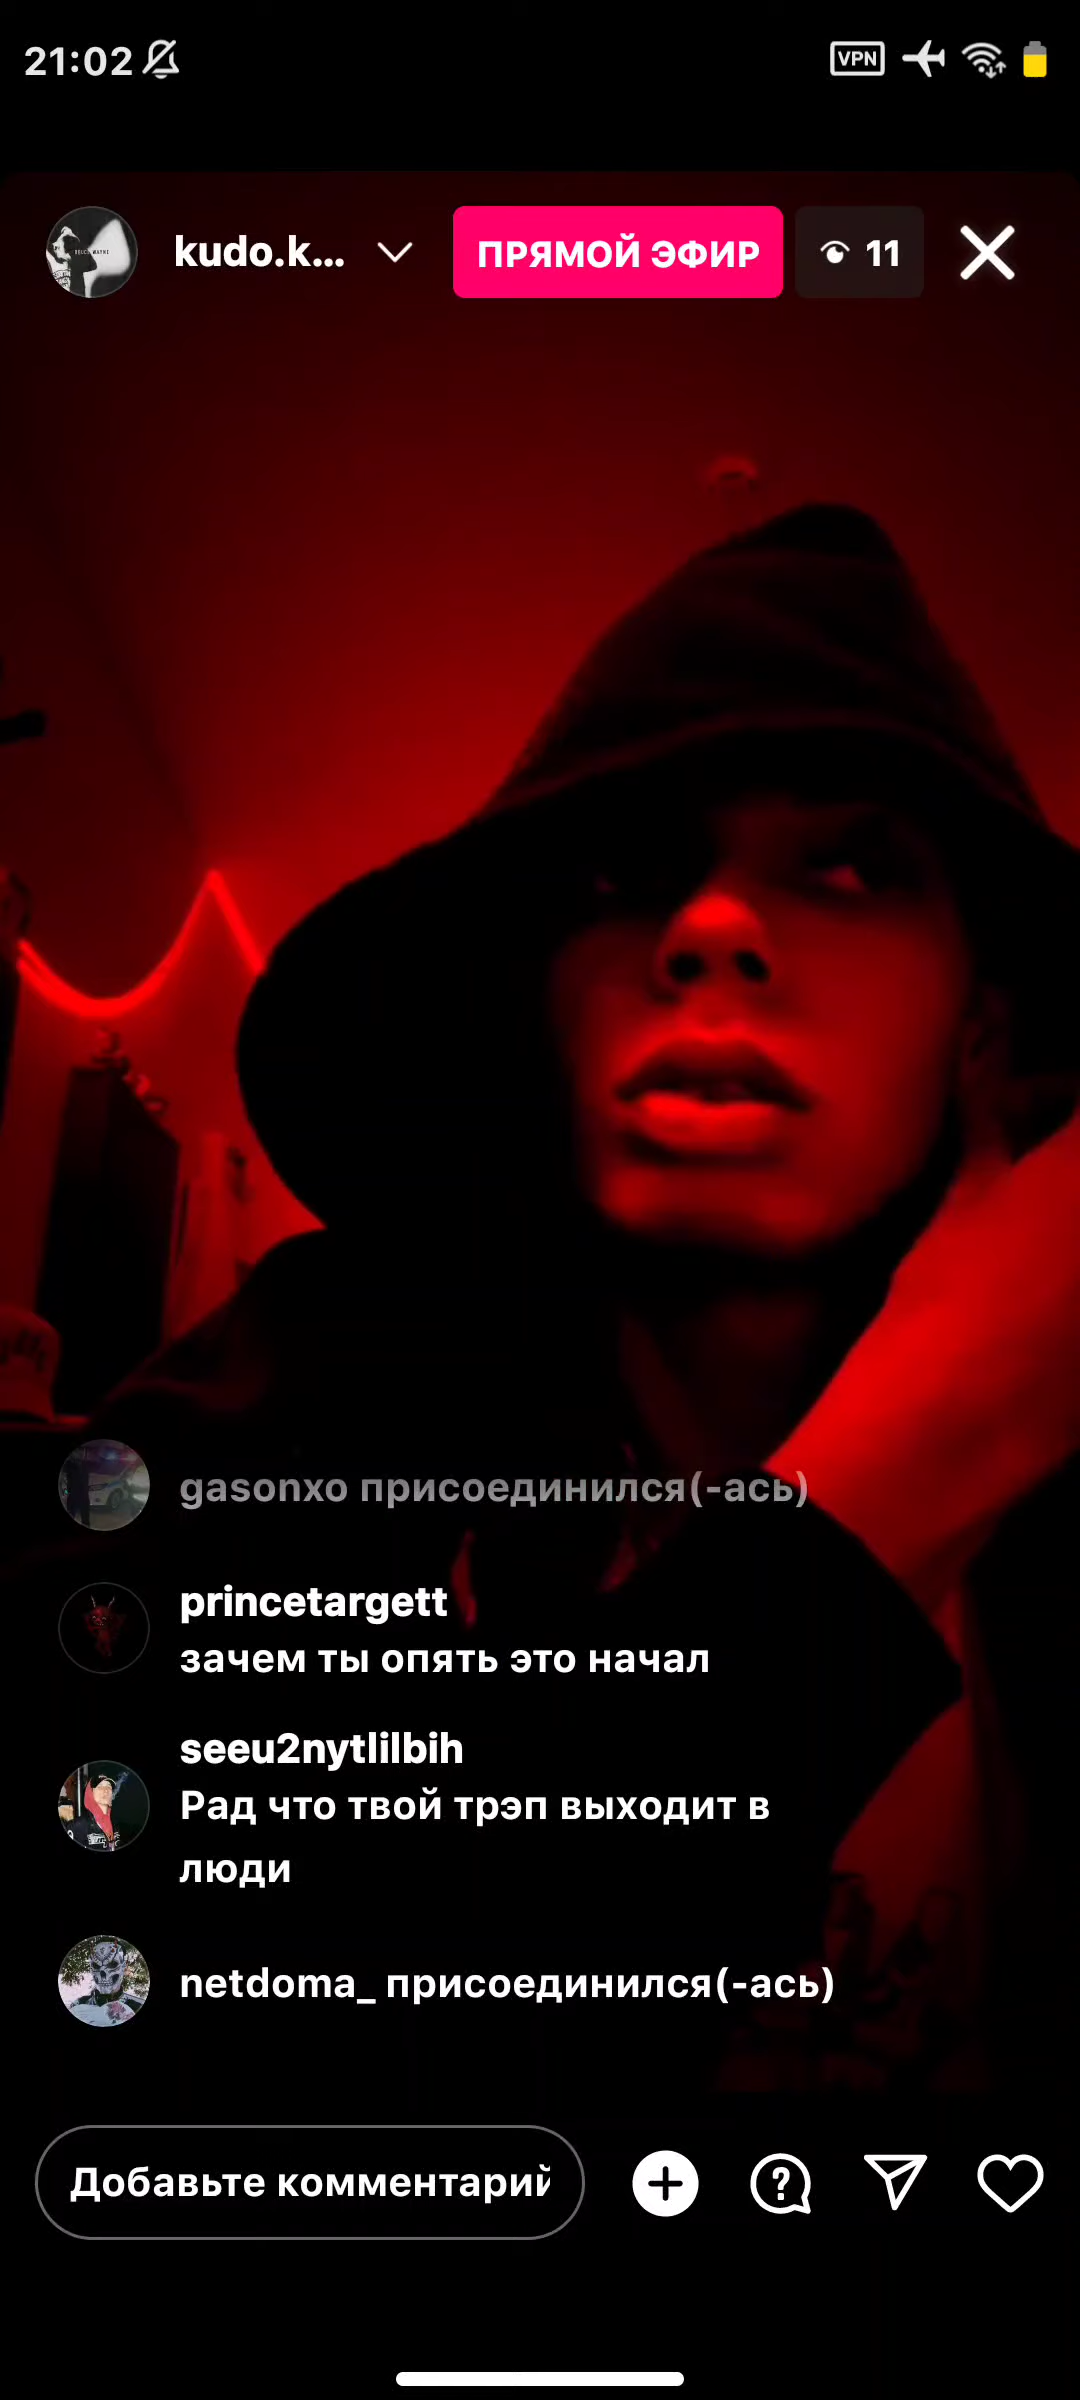 21:02
VPN
kudo.k...
ПРЯМОЙ ЭФИР
11
gasonxo присоединился(-ась)
princetargett
зачем ты опять это начал
seeu2nytlilbih
Рад что твой трэп выходит в
люди
netdoma_ присоединился(-ась)
Добавьте комментарий